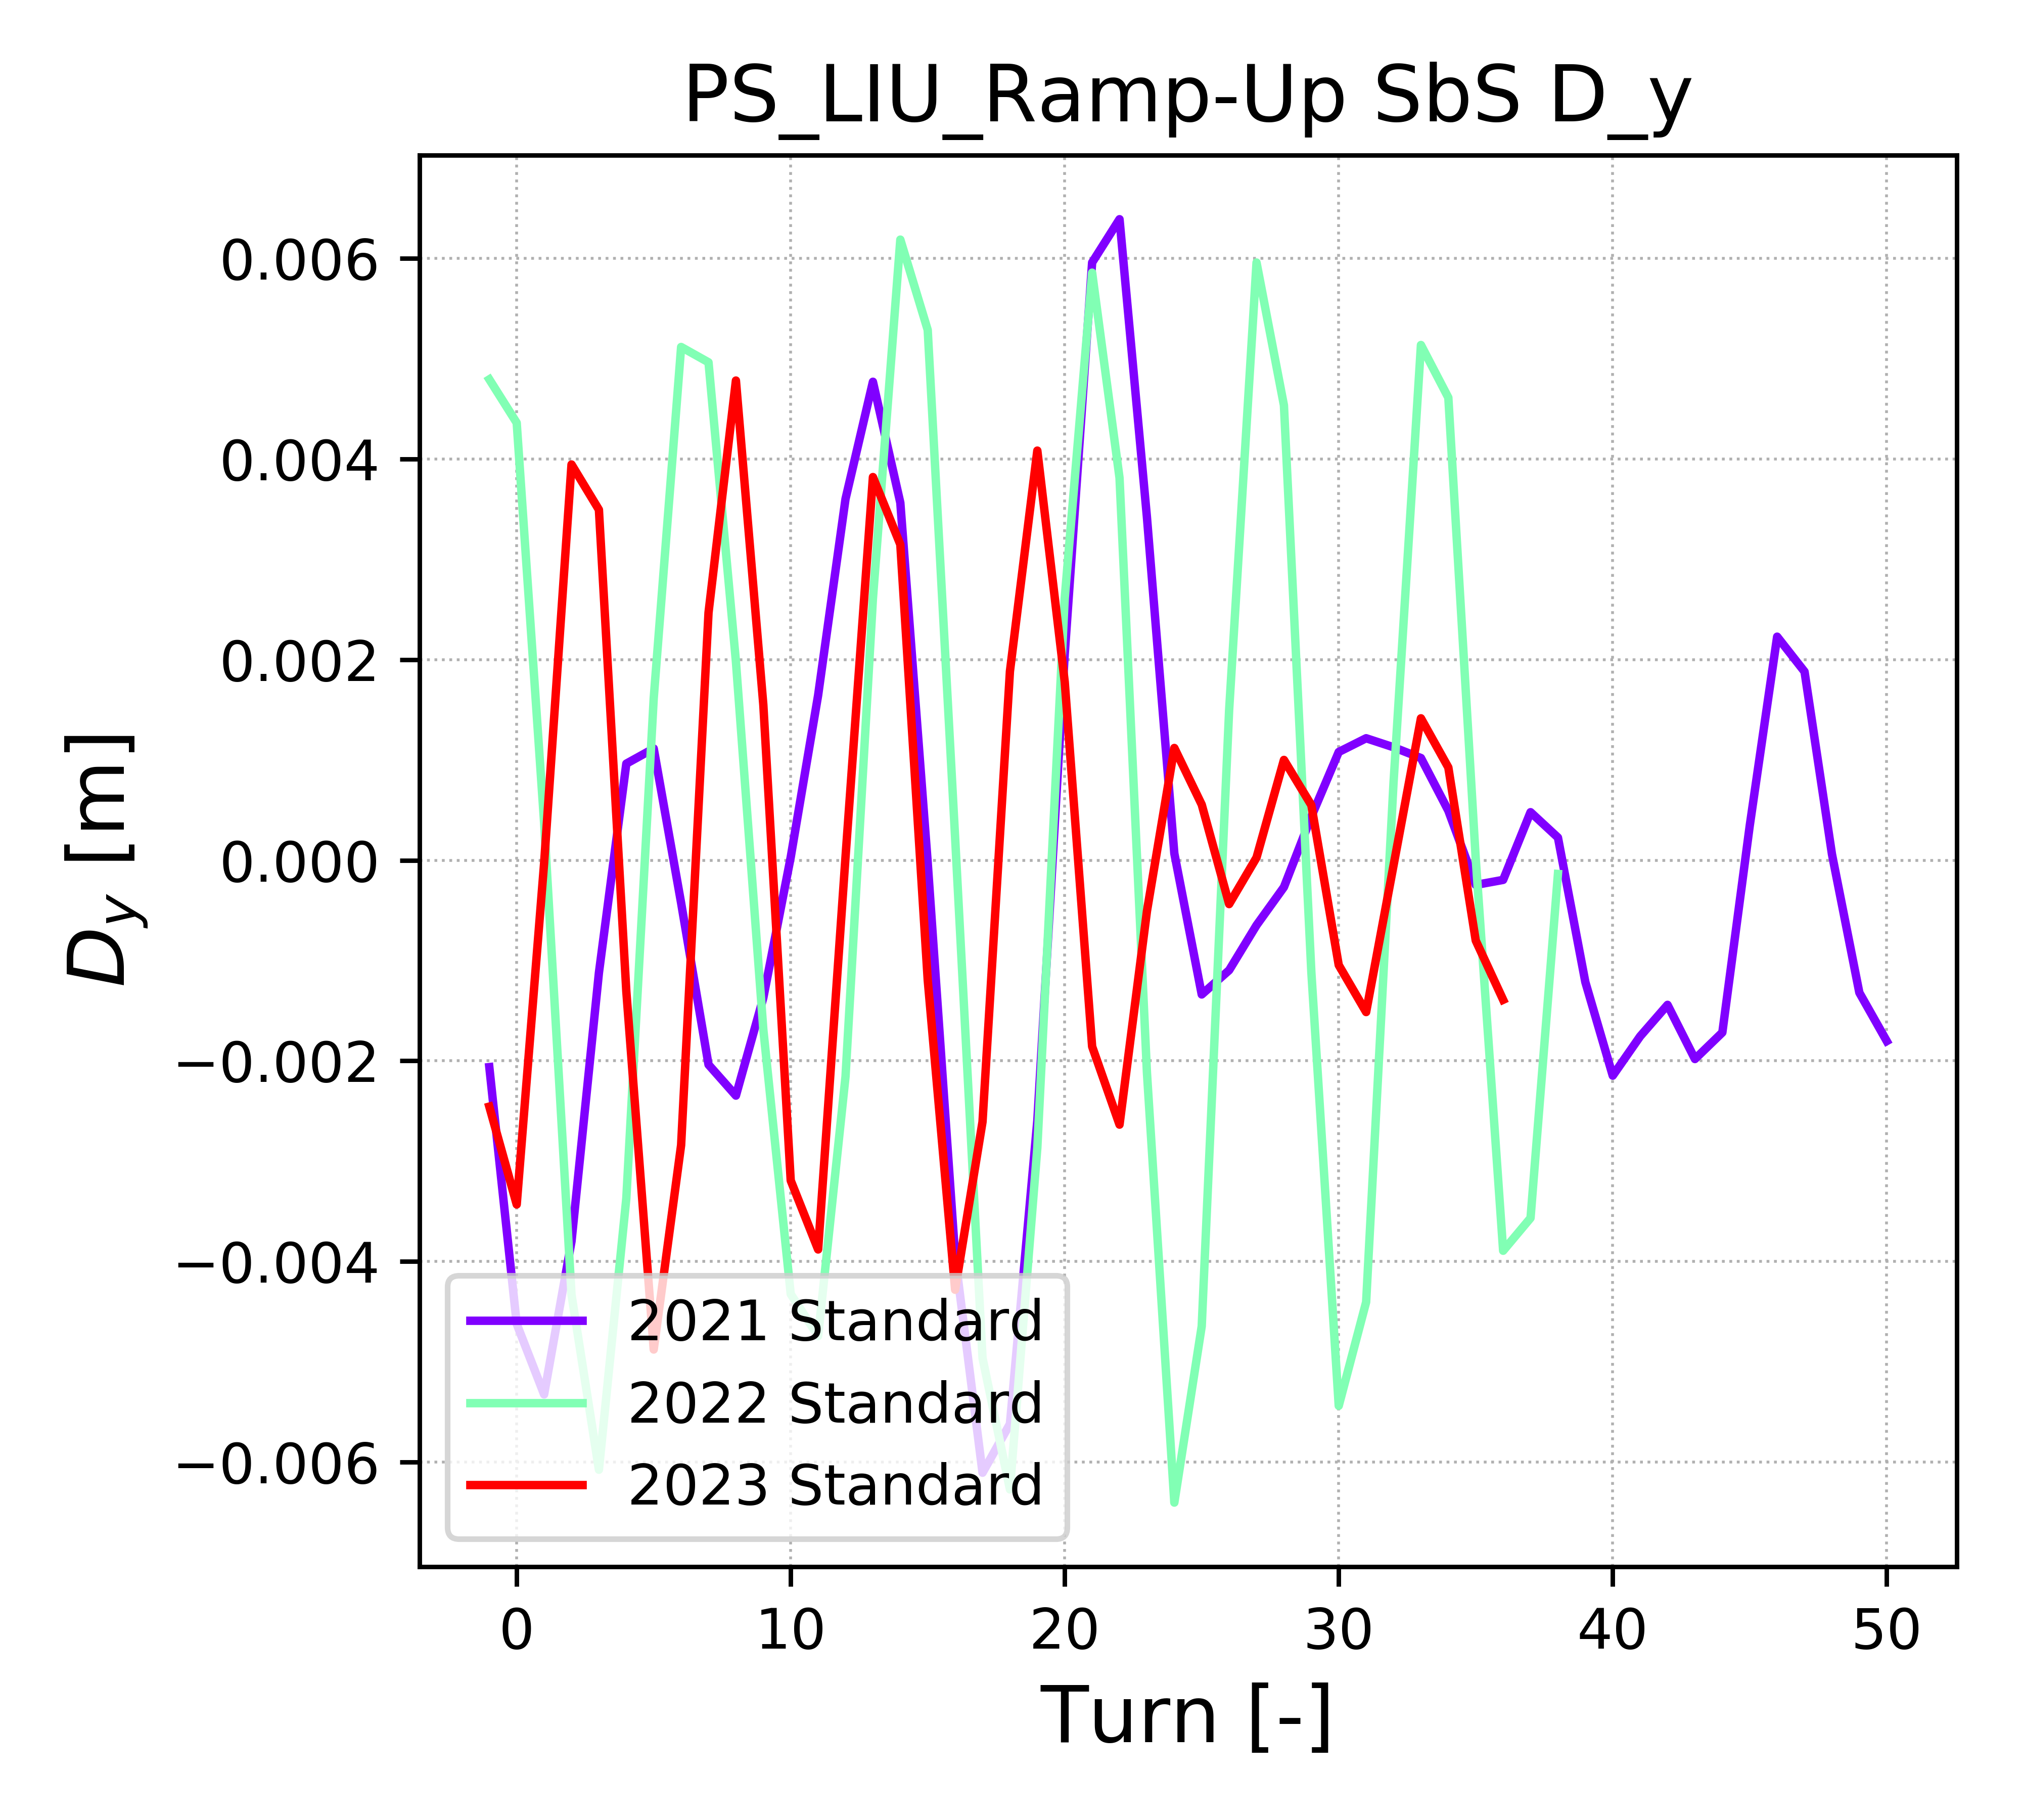 PS_LIU_Ramp-Up SbS D_y
0.006
0.004
0.002
0.000
−0.002
−0.004
−0.006
D_y [m]
2021 Standard
2022 Standard
2023 Standard
0 10 20 30 40 50
Turn [-]